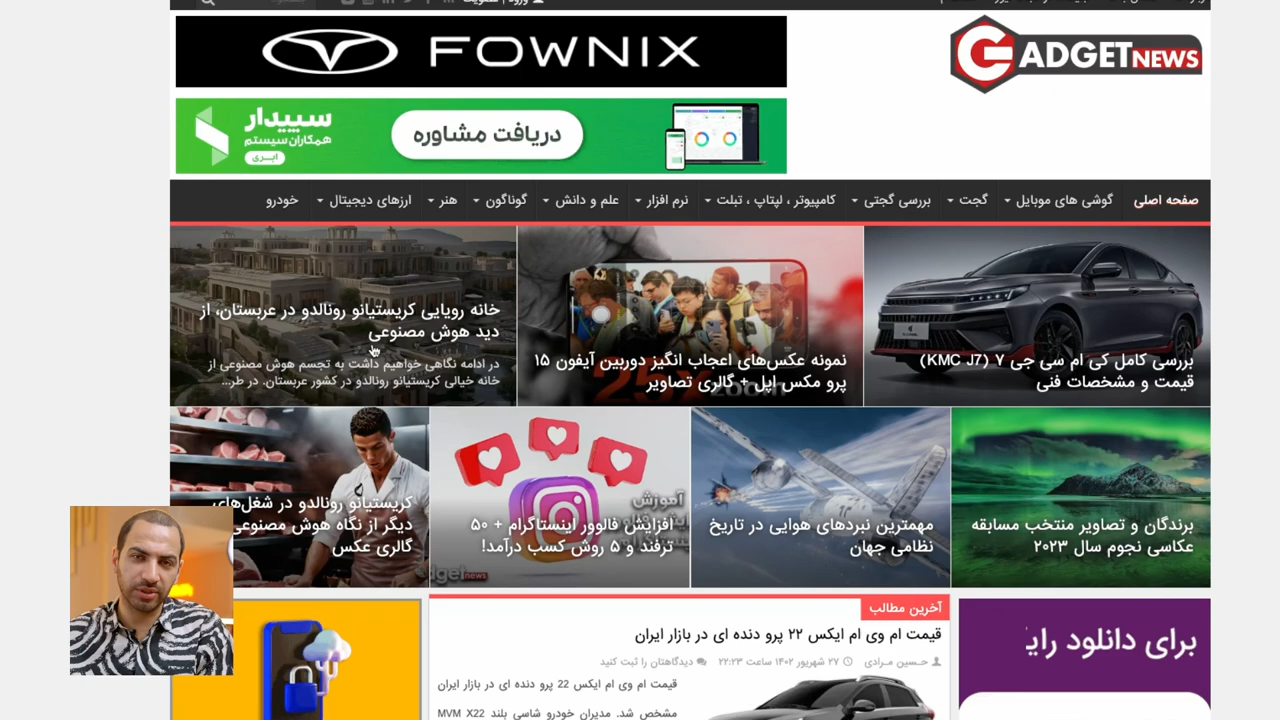 ورود | عضویت
FOWNIX
GADGETNEWS
سپیدار
همکاران سیستم
ابری
دریافت مشاوره
صفحه اصلی
گوشی های موبایل
گجت
بررسی گجتی
کامپیوتر ، لپتاپ ، تبلت
نرم افزار
علم و دانش
گوناگون
هنر
ارزهای دیجیتال
خودرو
بررسی کامل کی ام سی جی ۷ (KMC J7)
قیمت و مشخصات فنی
نمونه عکس‌های اعجاب انگیز دوربین آیفون ۱۵
پرو مکس اپل + گالری تصاویر
خانه رویایی کریستیانو رونالدو در عربستان، از
دید هوش مصنوعی
در ادامه نگاهی خواهیم داشت به تجسم هوش مصنوعی از
خانه خیالی کریستیانو رونالدو در کشور عربستان. در طر...
برندگان و تصاویر منتخب مسابقه
عکاسی نجوم سال ۲۰۲۳
مهمترین نبردهای هوایی در تاریخ
نظامی جهان
آموزش
افزایش فالوور اینستاگرام + ۵۰
ترفند و ۵ روش کسب درآمد!
کریستیانو رونالدو در شغل‌های
دیگر از نگاه هوش مصنوعی
گالری عکس
برای دانلود رای
آخرین مطالب
قیمت ام وی ام ایکس ۲۲ پرو دنده ای در بازار ایران
حـسین مـرادی
۲۷ شهریور ۱۴۰۲ ساعت ۲۲:۲۳
دیدگاهتان را ثبت کنید
قیمت ام وی ام ایکس 22 پرو دنده ای در بازار ایران
مشخص شد. مدیران خودرو شاسی بلند MVM X22